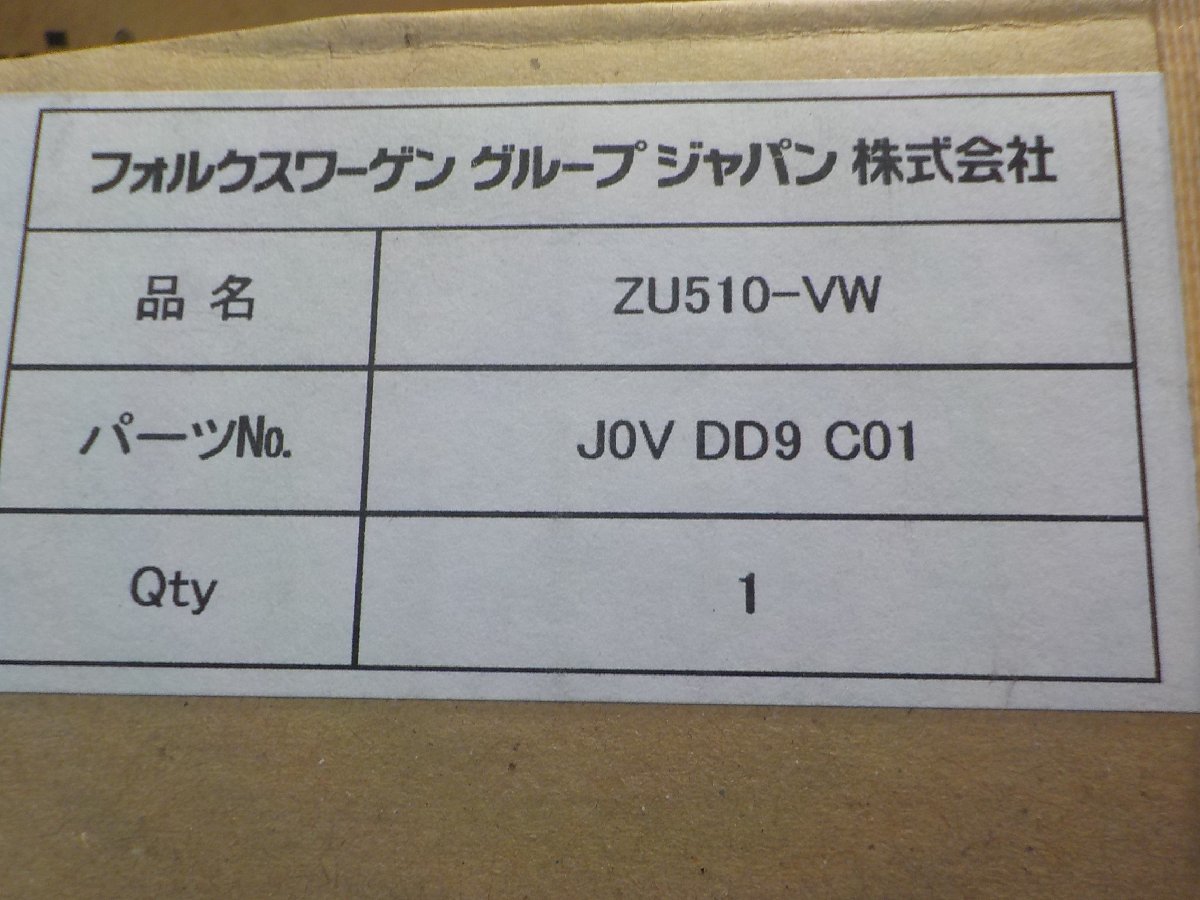 フォルクスワーゲン グループ ジャパン 株式会社
品 名 ZU510-VW
パーツNo. J0V DD9 C01
Qty 1